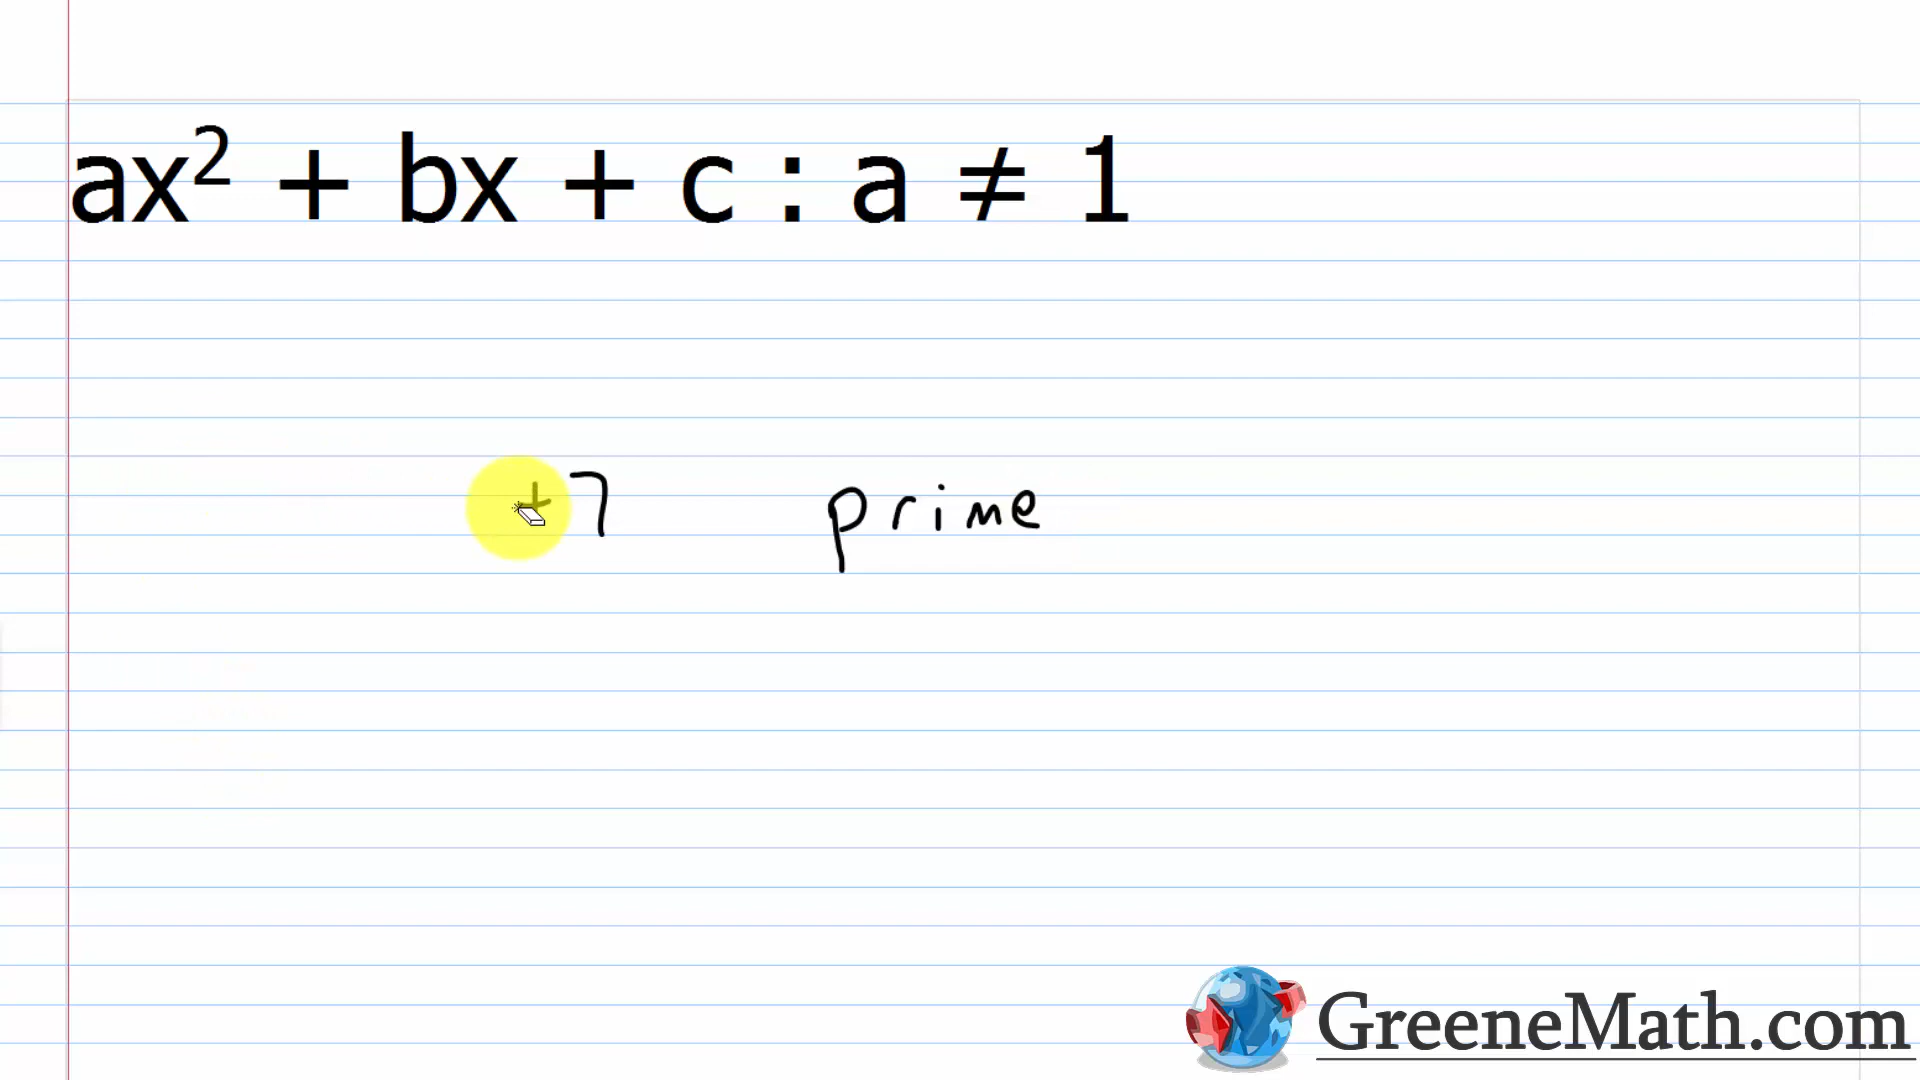 ax² + bx + c : a ≠ 1
+7 prime
GreeneMath.com